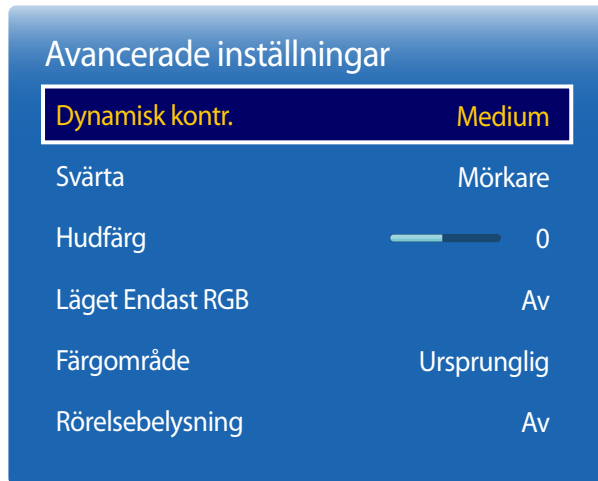 Avancerade inställningar
Dynamisk kontr. Medium
Svärta Mörkare
Hudfärg 0
Läget Endast RGB Av
Färgområde Ursprunglig
Rörelsebelysning Av